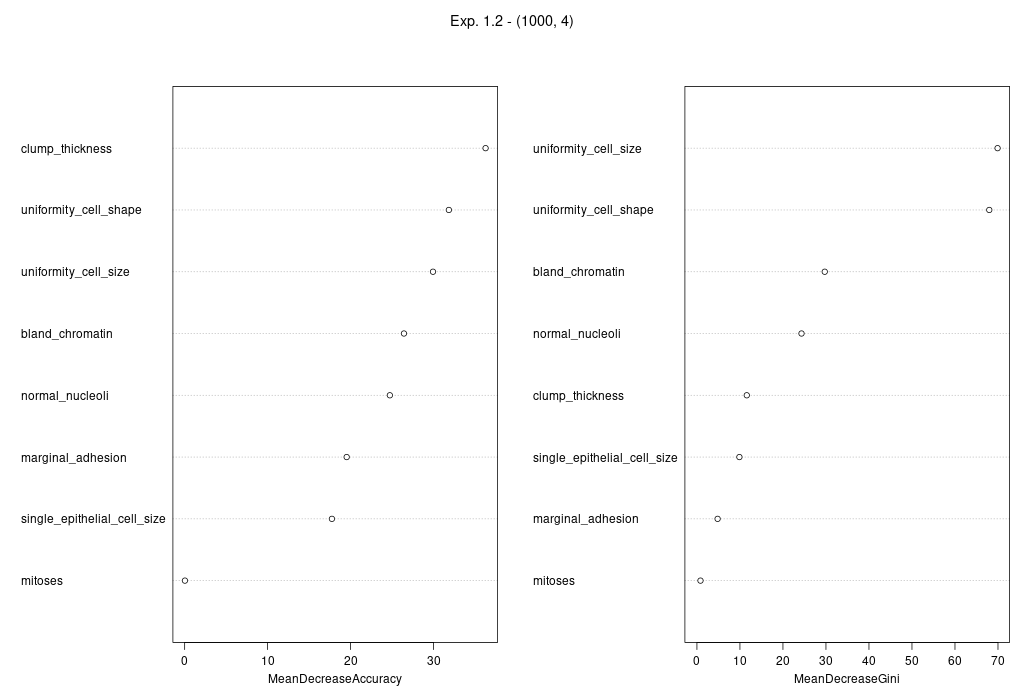 Exp. 1.2 - (1000, 4)
clump_thickness
uniformity_cell_shape
uniformity_cell_size
bland_chromatin
normal_nucleoli
marginal_adhesion
single_epithelial_cell_size
mitoses
0 10 20 30
MeanDecreaseAccuracy
uniformity_cell_size
uniformity_cell_shape
bland_chromatin
normal_nucleoli
clump_thickness
single_epithelial_cell_size
marginal_adhesion
mitoses
0 10 20 30 40 50 60 70
MeanDecreaseGini